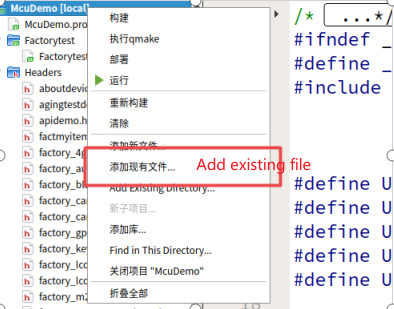 McuDemo [local]
McuDemo.pro
Factorytest
Factorytest
Headers
aboutdevic
agingtestd
apidemo.h
factmyitem
factory_4g
factory_au
factory_bl
factory_ca
factory_ca
factory_gp
factory_ke
factory_lcd
factory_lcd
factory_m2
构建
执行qmake
部署
运行
重新构建
清除
添加新文件...
添加现有文件...
Add existing file
Add Existing Directory...
新子项目...
添加库...
Find in This Directory...
关闭项目 "McuDemo"
折叠全部
/* ...*/
#ifndef _
#define _
#include
#define U
#define U
#define U
#define U
#define U